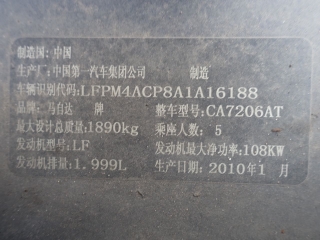 制造国: 中国
生产厂: 中国第一汽车集团公司 制造
车辆识别代码: LFPM4ACP8A1A16188
品牌: 马自达 牌 整车型号: CA7206AT
最大设计总质量: 1890kg 乘座人数: 5
发动机型号: LF 发动机最大净功率: 108KW
发动机排量: 1.999L 生产日期: 2010年1 月